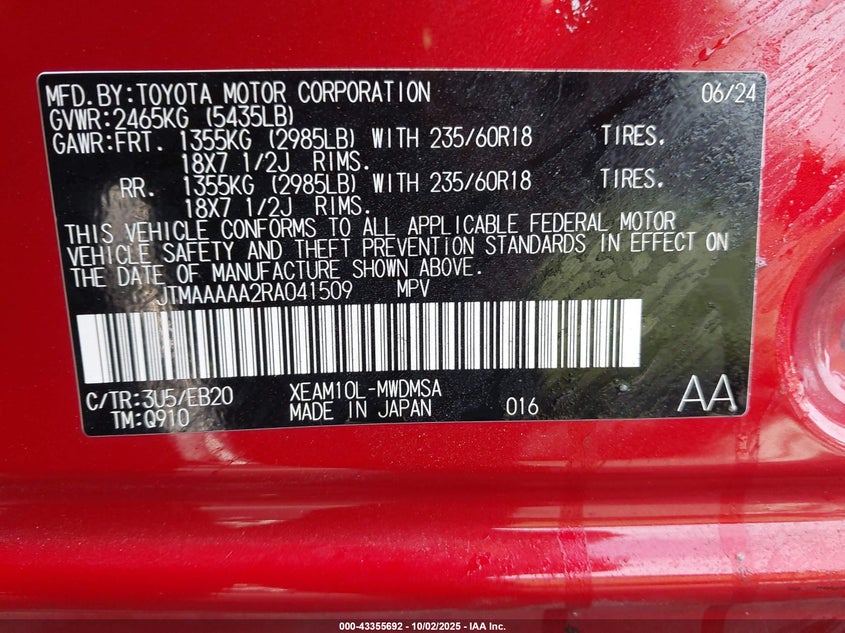 MFD.BY:TOYOTA MOTOR CORPORATION 06/24
GVWR:2465KG (5435LB)
GAWR:FRT. 1355KG (2985LB) WITH 235/60R18 TIRES.
18X7 1/2J RIMS.
RR. 1355KG (2985LB) WITH 235/60R18 TIRES.
18X7 1/2J RIMS.
THIS VEHICLE CONFORMS TO ALL APPLICABLE FEDERAL MOTOR
VEHICLE SAFETY AND THEFT PREVENTION STANDARDS IN EFFECT ON
THE DATE OF MANUFACTURE SHOWN ABOVE.
JTMAAAAA2RA041509 MPV
C/TR:3U5/EB20 XEAM10L-MWDMSA
TM:Q910 MADE IN JAPAN 016 AA
000-43355692 - 10/02/2025 - IAA Inc.